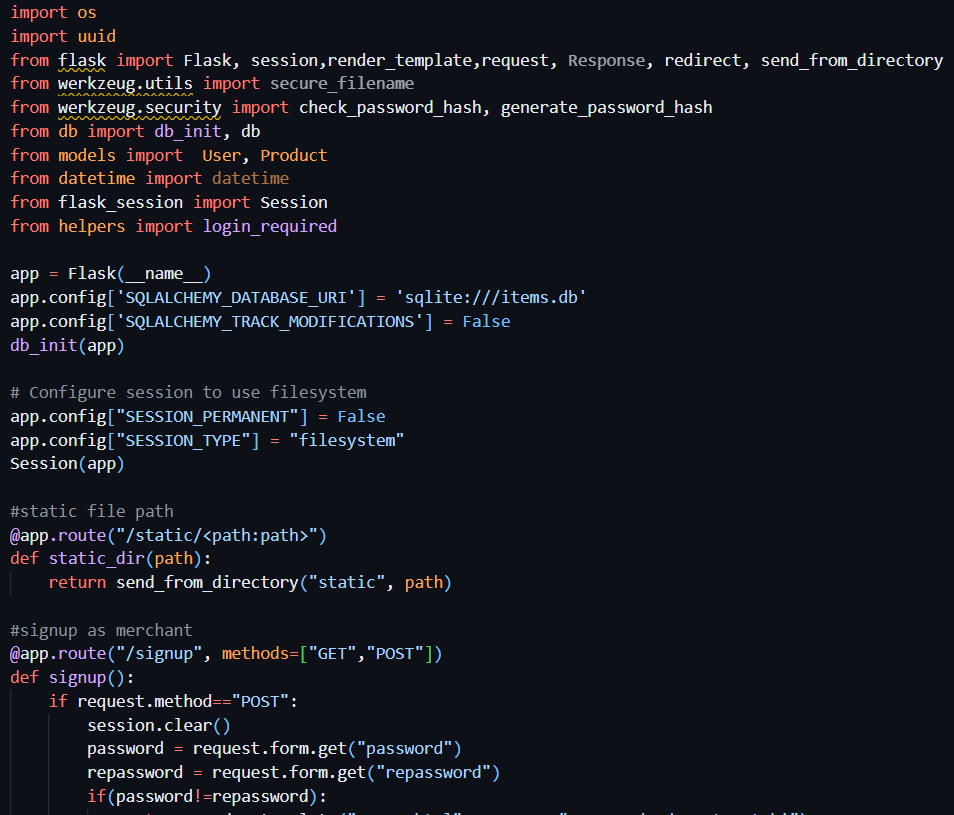 import os
import uuid
from flask import Flask, session,render_template,request, Response, redirect, send_from_directory
from werkzeug.utils import secure_filename
from werkzeug.security import check_password_hash, generate_password_hash
from db import db_init, db
from models import  User, Product
from datetime import datetime
from flask_session import Session
from helpers import login_required

app = Flask(__name__)
app.config['SQLALCHEMY_DATABASE_URI'] = 'sqlite:///items.db'
app.config['SQLALCHEMY_TRACK_MODIFICATIONS'] = False
db_init(app)

# Configure session to use filesystem
app.config["SESSION_PERMANENT"] = False
app.config["SESSION_TYPE"] = "filesystem"
Session(app)

#static file path
@app.route("/static/<path:path>")
def static_dir(path):
    return send_from_directory("static", path)

#signup as merchant
@app.route("/signup", methods=["GET","POST"])
def signup():
    if request.method=="POST":
        session.clear()
        password = request.form.get("password")
        repassword = request.form.get("repassword")
        if(password!=repassword):